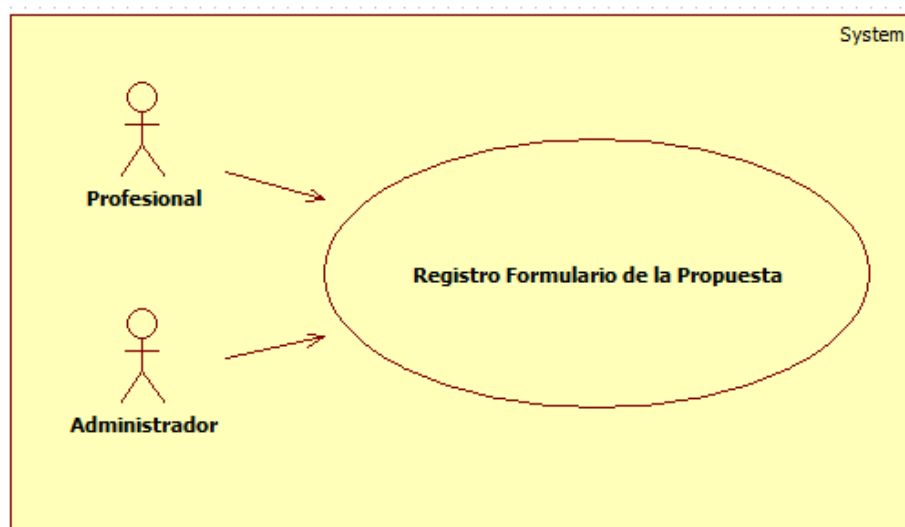 System
Profesional
Registro Formulario de la Propuesta
Administrador